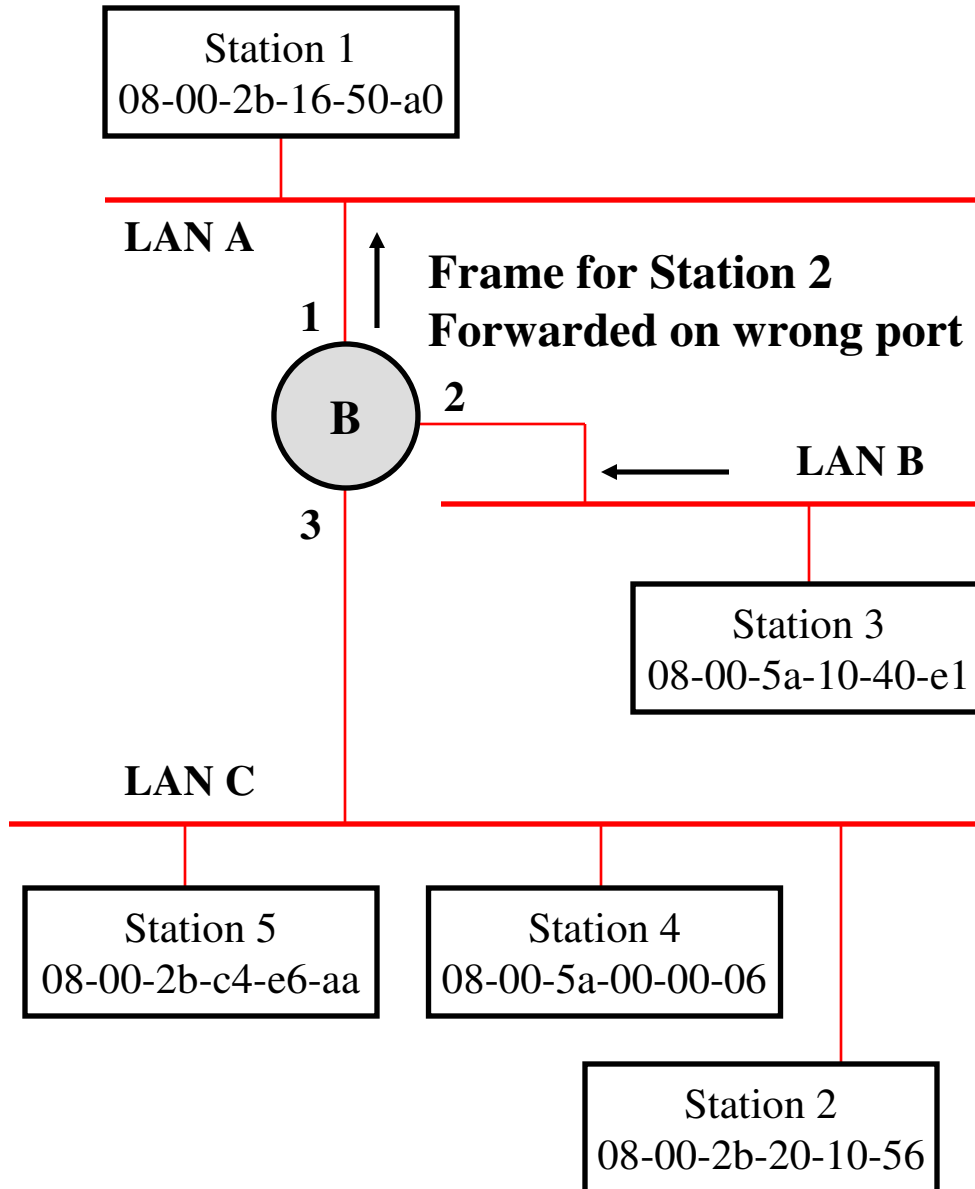 Station 1
08-00-2b-16-50-a0
LAN A
Frame for Station 2
Forwarded on wrong port
1
B
2
LAN B
3
Station 3
08-00-5a-10-40-e1
LAN C
Station 5
08-00-2b-c4-e6-aa
Station 4
08-00-5a-00-00-06
Station 2
08-00-2b-20-10-56